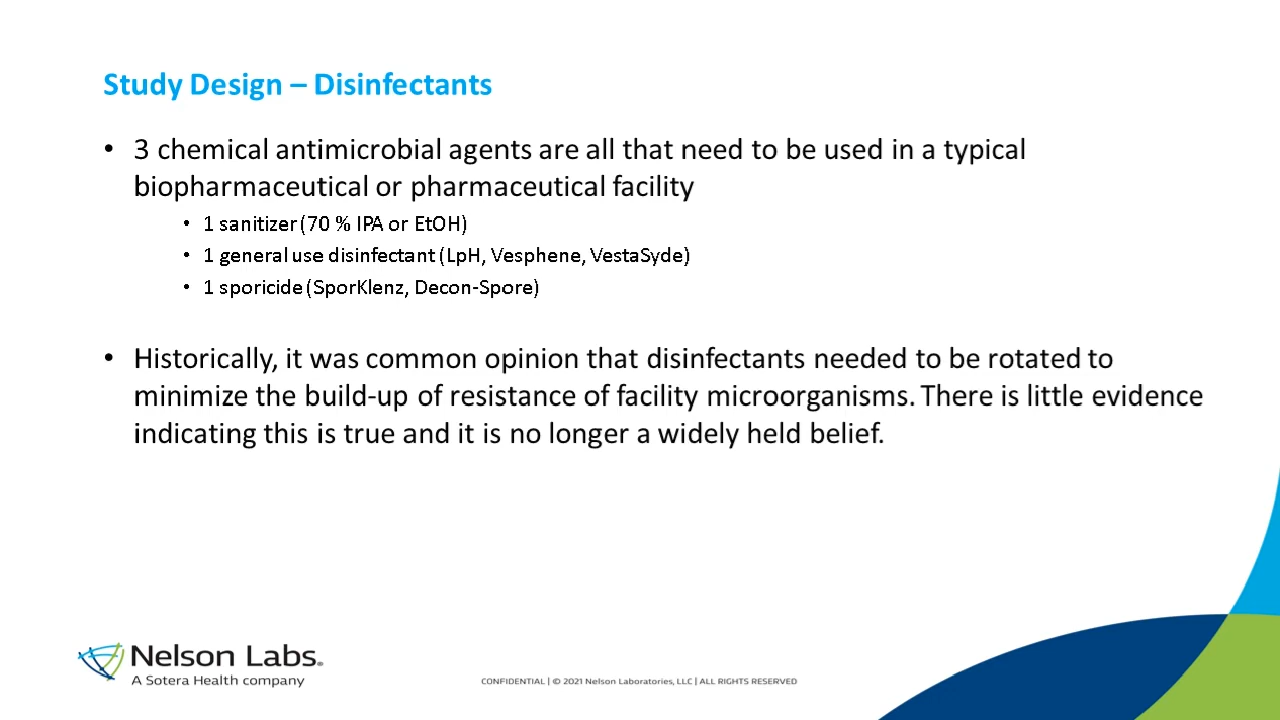 Study Design – Disinfectants
• 3 chemical antimicrobial agents are all that need to be used in a typical
biopharmaceutical or pharmaceutical facility
• 1 sanitizer (70 % IPA or EtOH)
• 1 general use disinfectant (LpH, Vesphene, VestaSyde)
• 1 sporicide (SporKlenz, Decon-Spore)
• Historically, it was common opinion that disinfectants needed to be rotated to
minimize the build-up of resistance of facility microorganisms. There is little evidence
indicating this is true and it is no longer a widely held belief.
Nelson Labs®
A Sotera Health company
CONFIDENTIAL | © 2021 Nelson Laboratories, LLC | ALL RIGHTS RESERVED